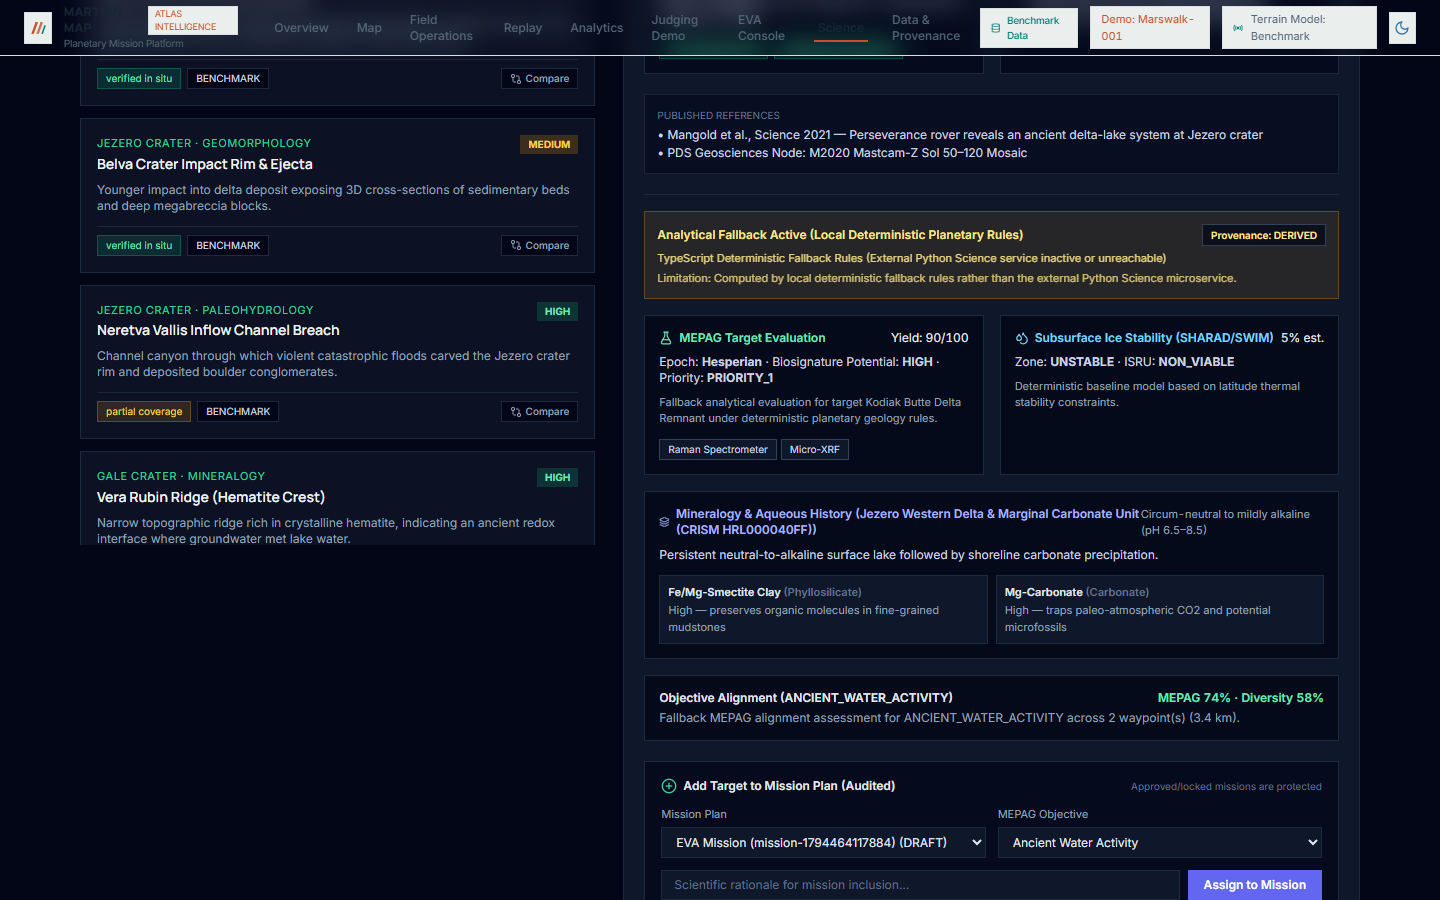 ATLAS
INTELLIGENCE
Planetary Mission Platform
Overview
Map
Field
Operations
Replay
Analytics
Judging
Demo
EVA
Console
Science
Data &
Provenance
Benchmark
Data
Demo: Marswalk-
001
Terrain Model:
Benchmark
verified in situ
BENCHMARK
Compare
JEZERO CRATER · GEOMORPHOLOGY
MEDIUM
Belva Crater Impact Rim & Ejecta
Younger impact into delta deposit exposing 3D cross-sections of sedimentary beds
and deep megabreccia blocks.
verified in situ
BENCHMARK
Compare
JEZERO CRATER · PALEOHYDROLOGY
HIGH
Neretva Vallis Inflow Channel Breach
Channel canyon through which violent catastrophic floods carved the Jezero crater
rim and deposited boulder conglomerates.
partial coverage
BENCHMARK
Compare
GALE CRATER · MINERALOGY
HIGH
Vera Rubin Ridge (Hematite Crest)
Narrow topographic ridge rich in crystalline hematite, indicating an ancient redox
interface where groundwater met lake water.
PUBLISHED REFERENCES
• Mangold et al., Science 2021 — Perseverance rover reveals an ancient delta-lake system at Jezero crater
• PDS Geosciences Node: M2020 Mastcam-Z Sol 50–120 Mosaic
Analytical Fallback Active (Local Deterministic Planetary Rules)
Provenance: DERIVED
TypeScript Deterministic Fallback Rules (External Python Science service inactive or unreachable)
Limitation: Computed by local deterministic fallback rules rather than the external Python Science microservice.
MEPAG Target Evaluation
Yield: 90/100
Epoch: Hesperian · Biosignature Potential: HIGH ·
Priority: PRIORITY_1
Fallback analytical evaluation for target Kodiak Butte Delta
Remnant under deterministic planetary geology rules.
Raman Spectrometer
Micro-XRF
Subsurface Ice Stability (SHARAD/SWIM)
5% est.
Zone: UNSTABLE · ISRU: NON_VIABLE
Deterministic baseline model based on latitude thermal
stability constraints.
Mineralogy & Aqueous History (Jezero Western Delta & Marginal Carbonate Unit
(CRISM HRL000040FF))
Circum-neutral to mildly alkaline
(pH 6.5–8.5)
Persistent neutral-to-alkaline surface lake followed by shoreline carbonate precipitation.
Fe/Mg-Smectite Clay (Phyllosilicate)
High — preserves organic molecules in fine-grained
mudstones
Mg-Carbonate (Carbonate)
High — traps paleo-atmospheric CO2 and potential
microfossils
Objective Alignment (ANCIENT_WATER_ACTIVITY)
MEPAG 74% · Diversity 58%
Fallback MEPAG alignment assessment for ANCIENT_WATER_ACTIVITY across 2 waypoint(s) (3.4 km).
Add Target to Mission Plan (Audited)
Approved/locked missions are protected
Mission Plan
MEPAG Objective
EVA Mission (mission-1794464117884) (DRAFT)
Ancient Water Activity
Scientific rationale for mission inclusion...
Assign to Mission